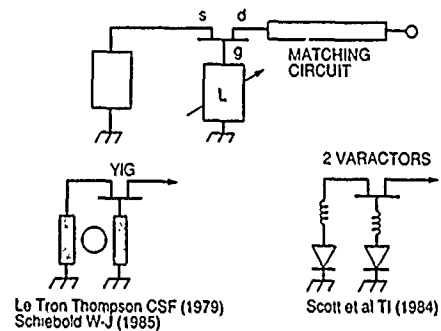 s d
g
L
MATCHING
CIRCUIT
YIG
2 VARACTORS
Le Tron Thompson CSF (1979)
Schiebold W-J (1985)
Scott et al TI (1984)